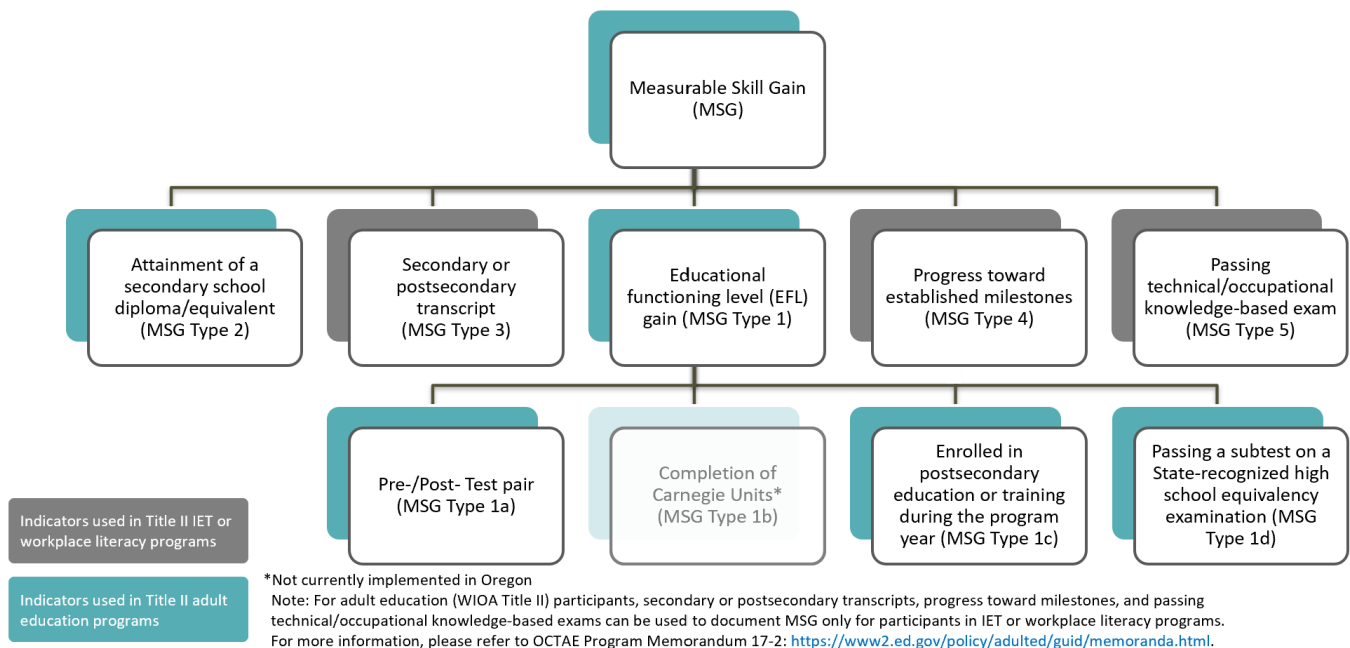 Measurable Skill Gain
(MSG)
Attainment of a
secondary school
diploma/equivalent
(MSG Type 2)
Secondary or
postsecondary
transcript
(MSG Type 3)
Educational
functioning level (EFL)
gain (MSG Type 1)
Progress toward
established milestones
(MSG Type 4)
Passing
technical/occupational
knowledge-based exam
(MSG Type 5)
Pre-/Post- Test pair
(MSG Type 1a)
Completion of
Carnegie Units*
(MSG Type 1b)
Enrolled in
postsecondary
education or training
during the program
year (MSG Type 1c)
Passing a subtest on a
State-recognized high
school equivalency
examination (MSG
Type 1d)
Indicators used in Title II IET or
workplace literacy programs
Indicators used in Title II adult
education programs
*Not currently implemented in Oregon
Note: For adult education (WIOA Title II) participants, secondary or postsecondary transcripts, progress toward milestones, and passing
technical/occupational knowledge-based exams can be used to document MSG only for participants in IET or workplace literacy programs.
For more information, please refer to OCTAE Program Memorandum 17-2: https://www2.ed.gov/policy/adulted/guid/memoranda.html.